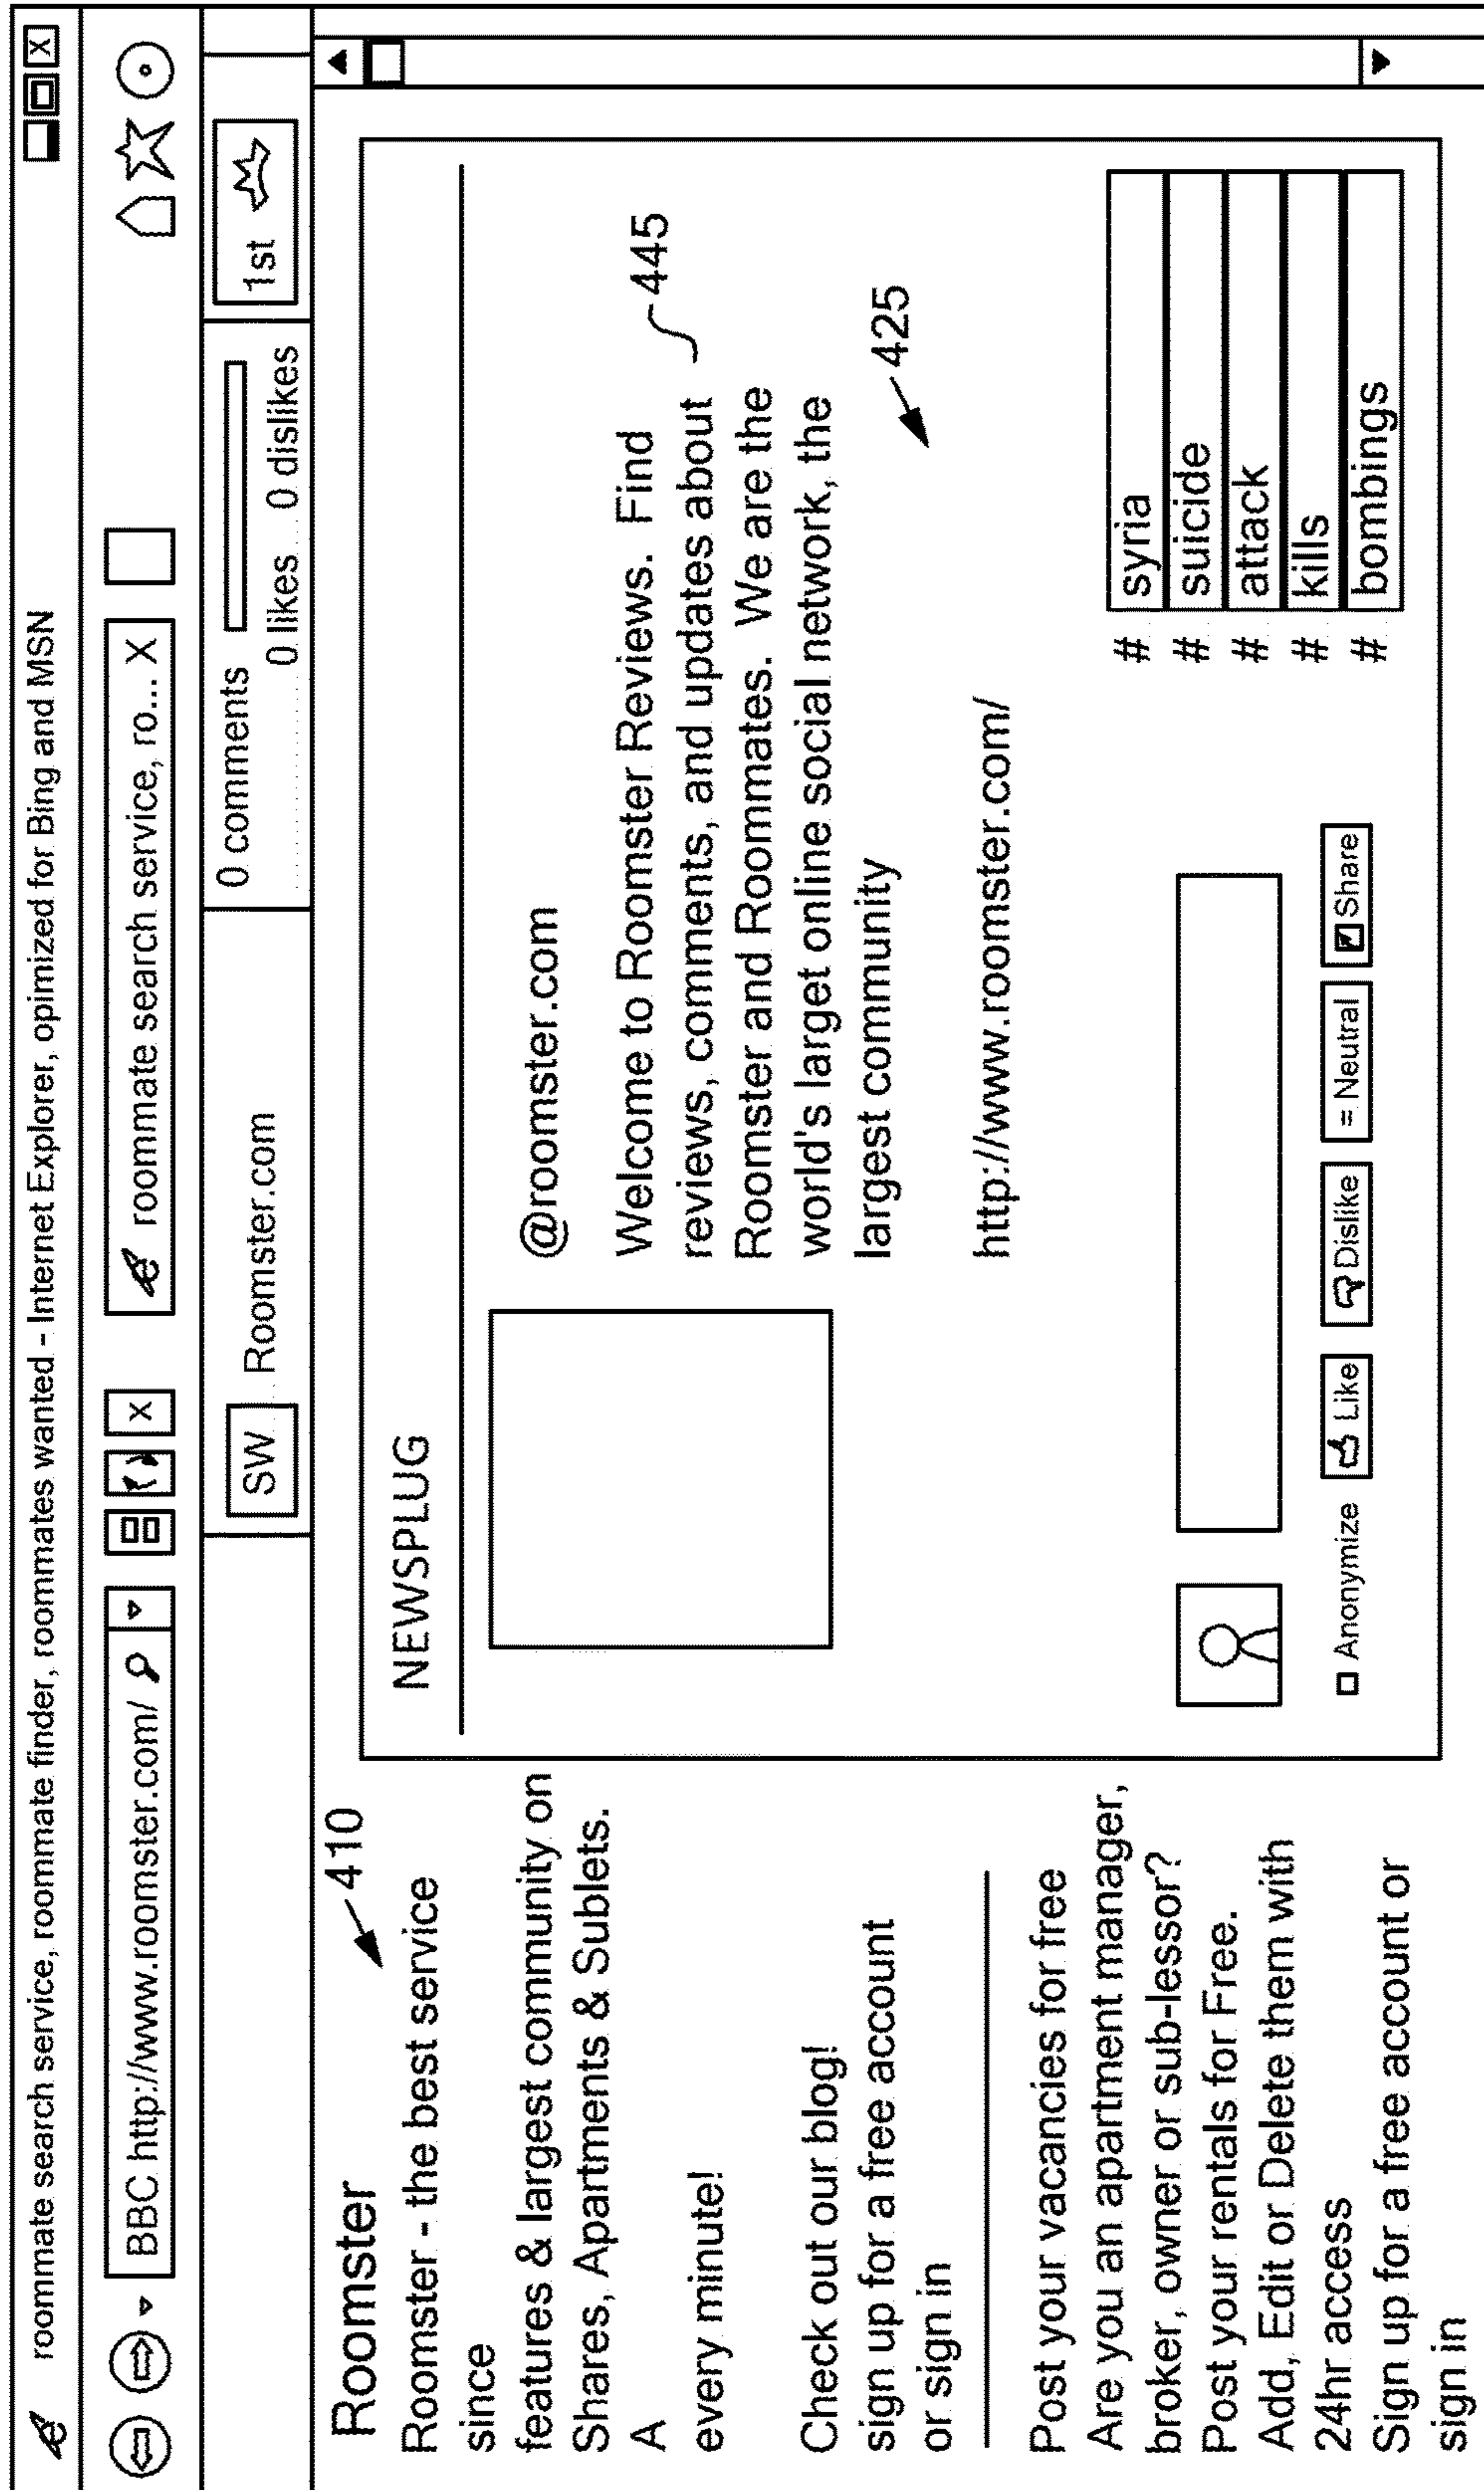 roommate search service, roommate finder, roommates wanted - Internet Explorer, opimized for Bing and MSN
X
BBC http://www.roomster.com/
X
roommate search service, ro... X
SW Roomster.com
0 comments
0 likes 0 dislikes
1st
Roomster
410
Roomster - the best service
since
features & largest community on
Shares, Apartments & Sublets.
A
every minute!
Check out our blog!
sign up for a free account
or sign in
Post your vacancies for free
Are you an apartment manager,
broker, owner or sub-lessor?
Post your rentals for Free.
Add, Edit or Delete them with
24hr access
Sign up for a free account or
sign in
NEWSPLUG
@roomster.com
Welcome to Roomster Reviews. Find
reviews, comments, and updates about
Roomster and Roommates. We are the
world's larget online social network, the
largest community
445
425
http://www.roomster.com/
# syria
# suicide
# attack
# kills
# bombings
Anonymize
Like
Dislike
= Neutral
Share